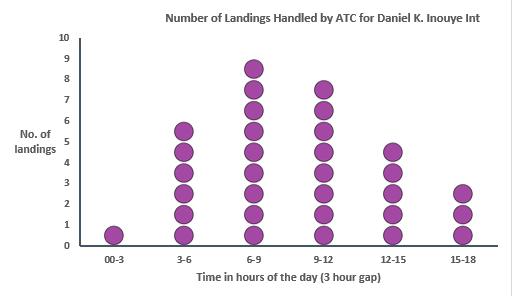 Number of Landings Handled by ATC for Daniel K. Inouye Int
10
9
8
7
6
5
4
3
2
1
0
No. of
landings
00-3 3-6 6-9 9-12 12-15 15-18
Time in hours of the day (3 hour gap)